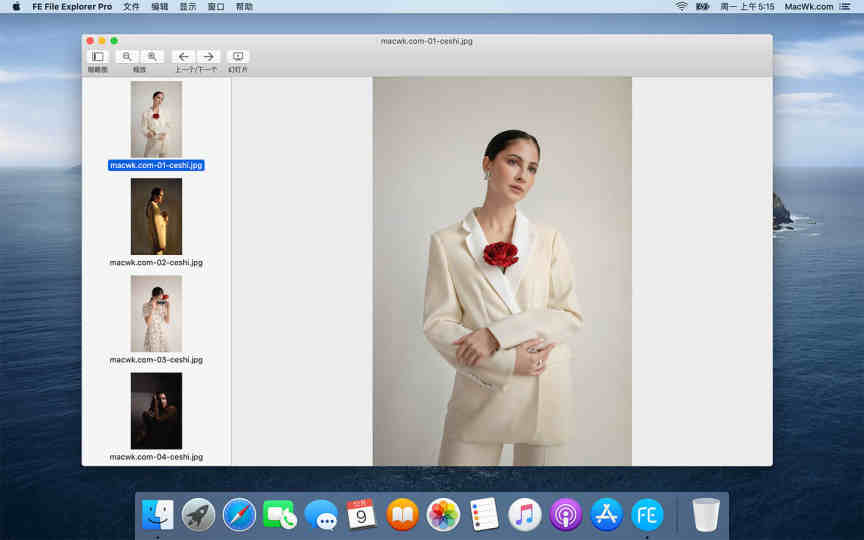 FE File Explorer Pro 文件 编辑 显示 窗口 帮助 周一 上午5:15 MacWk.com
macwk.com-01-ceshi.jpg
缩略图 缩放 上一个/下一个 幻灯片
macwk.com-01-ceshi.jpg
macwk.com-02-ceshi.jpg
macwk.com-03-ceshi.jpg
macwk.com-04-ceshi.jpg
12月
9
FE